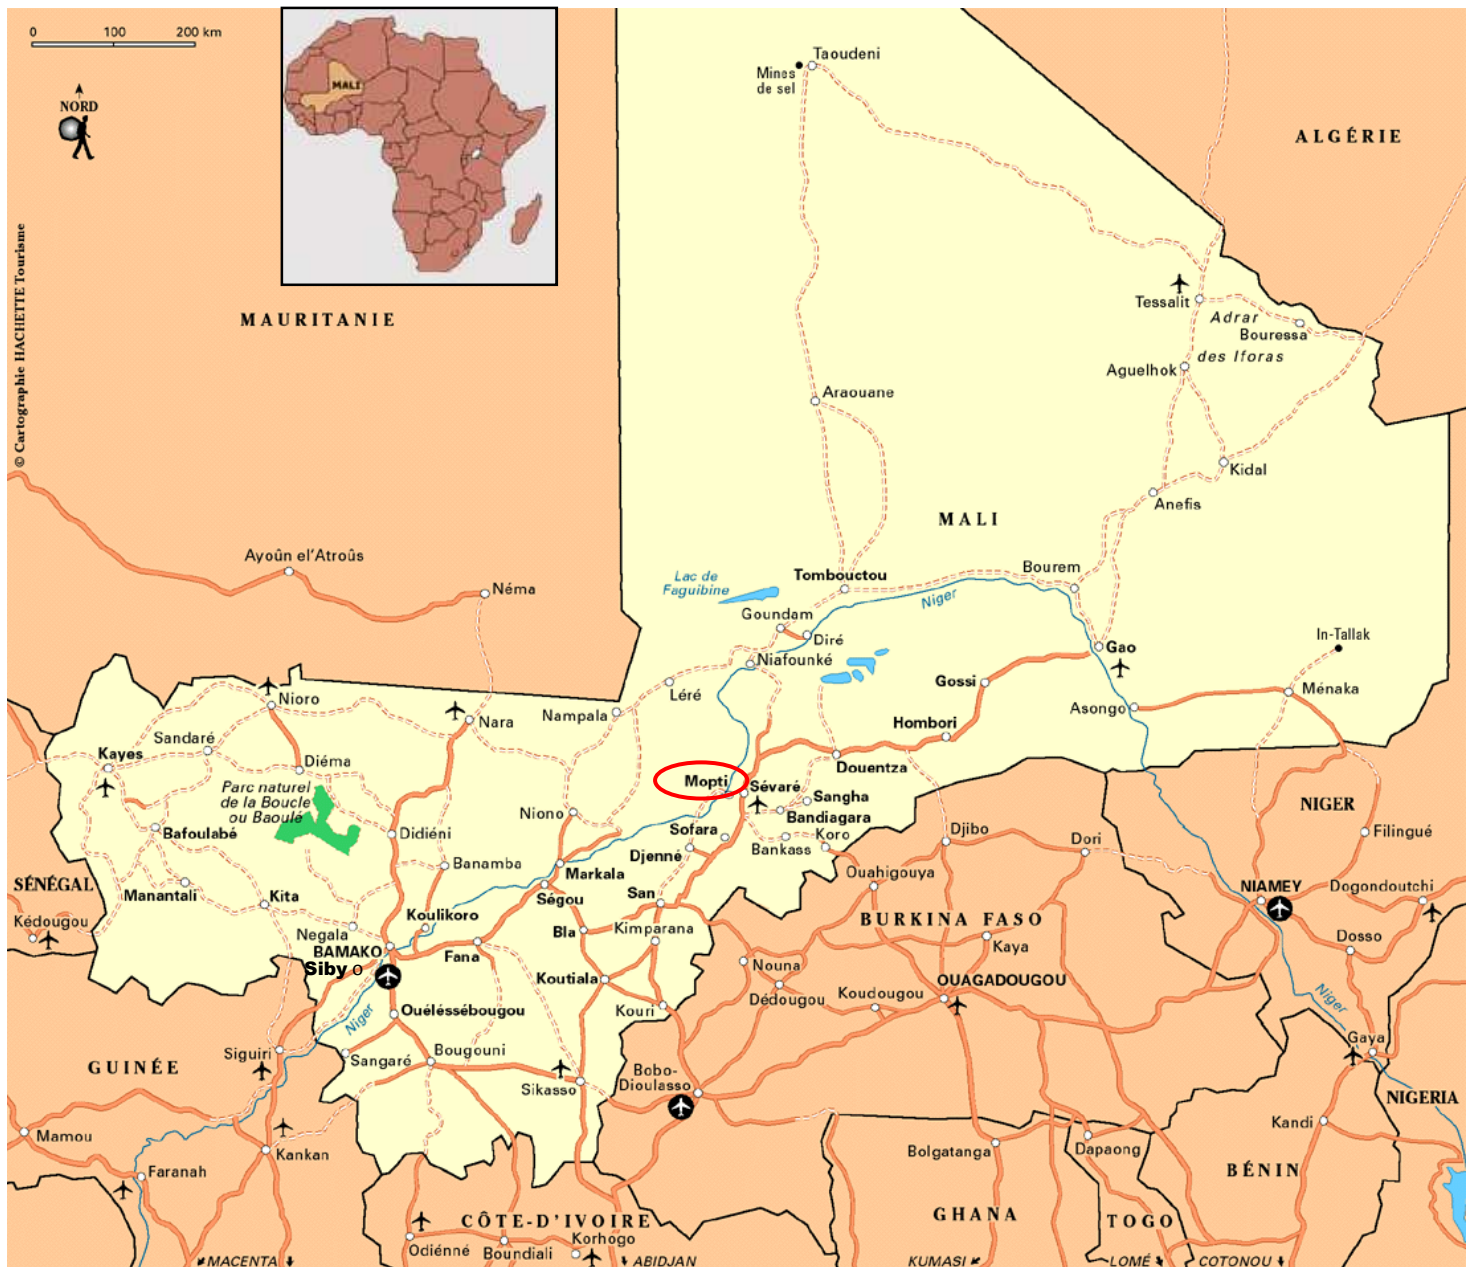 0 100 200 km
NORD
© Cartographie HACHETTE Tourisme
MALI
MAURITANIE
ALGÉRIE
Taoudeni
Mines
de sel
Tessalit
Adrar
des Iforas
Bouressa
Aguelhok
Araouane
Kidal
Anefis
MALI
Ayoûn el'Atroûs
Néma
Lac de
Faguibine
Tombouctou
Bourem
Niger
Goundam
Diré
Niafounké
Gao
In-Tallak
Léré
Gossi
Ménaka
Asongo
Nioro
Nara
Nampala
Hombori
Sandaré
Kayes
Diéma
Douentza
Parc naturel
de la Boucle
ou Baoulé
Mopti
Sévaré
Sangha
Bandiagara
NIGER
Niono
Bafoulabé
Didiéni
Sofara
Koro
Bankass
Djibo
Dori
Filingué
Djenné
Banamba
Markala
Ouahigouya
SÉNÉGAL
Manantali
Kita
Ségou
San
NIAMEY
Dogondoutchi
Kédougou
Koulikoro
Negala
Bla
Kimparana
BURKINA FASO
Kaya
BAMAKO
Siby o
Fana
Dosso
Nouna
Koutiala
OUAGADOUGOU
Dédougou
Koudougou
Niger
Ouéléssébougou
Kouri
Niger
Siguiri
Sangaré
Bougouni
Gaya
GUINÉE
Sikasso
Bobo-
Dioulasso
NIGERIA
Kandi
Mamou
Kankan
Bolgatanga
Dapaong
Faranah
BÉNIN
CÔTE-D'IVOIRE
GHANA
TOGO
Odiénné
Boundiali
Korhogo
MACENTA
ABIDJAN
KUMASI
LOMÉ
COTONOU